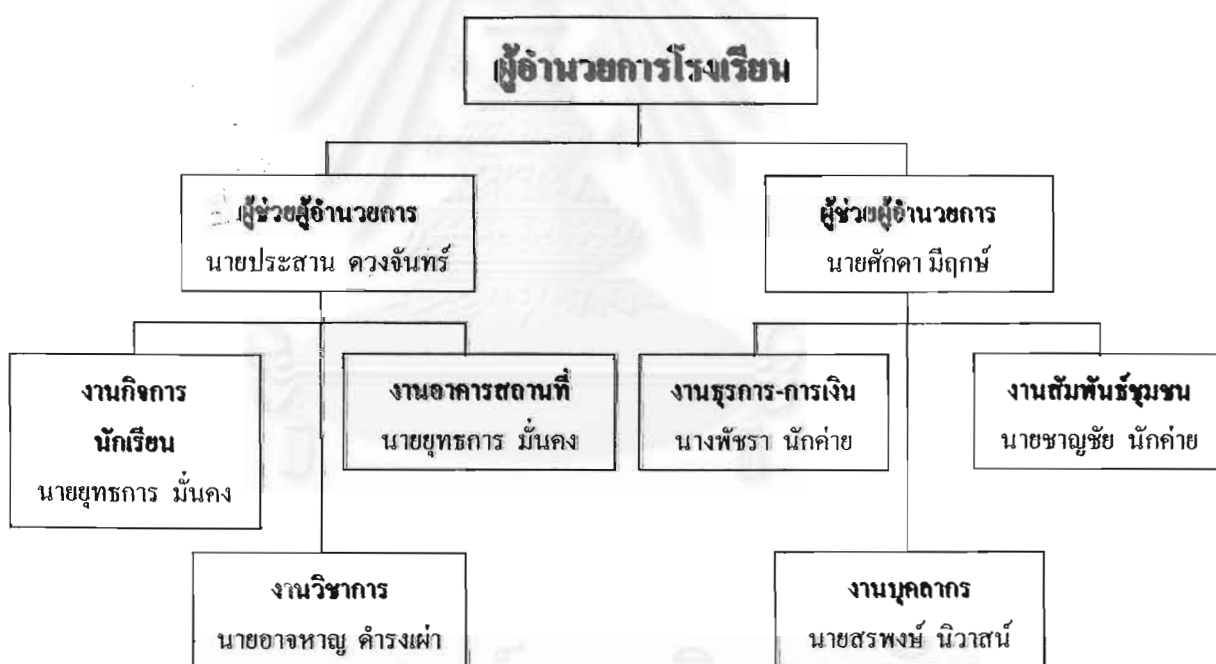 ผู้อำนวยการโรงเรียน
ผู้ช่วยผู้อำนวยการ
นายประสาน ดวงจันทร์
ผู้ช่วยผู้อำนวยการ
นายศักดา มีฤกษ์
งานกิจการ
นักเรียน
นายยุทธการ มั่นคง
งานอาคารสถานที่
นายยุทธการ มั่นคง
งานธุรการ-การเงิน
นางพัชรา นักค่าย
งานสัมพันธ์ชุมชน
นายชาญชัย นักค่าย
งานวิชาการ
นายอาจหาญ ดำรงเผ่า
งานบุคลากร
นายสรพงษ์ นิวาสน์